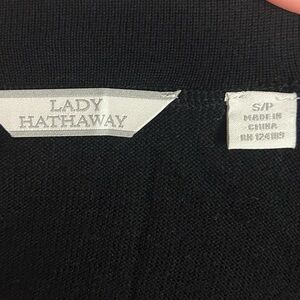 LADY
HATHAWAY
S/P
MADE IN
CHINA
RN 124189